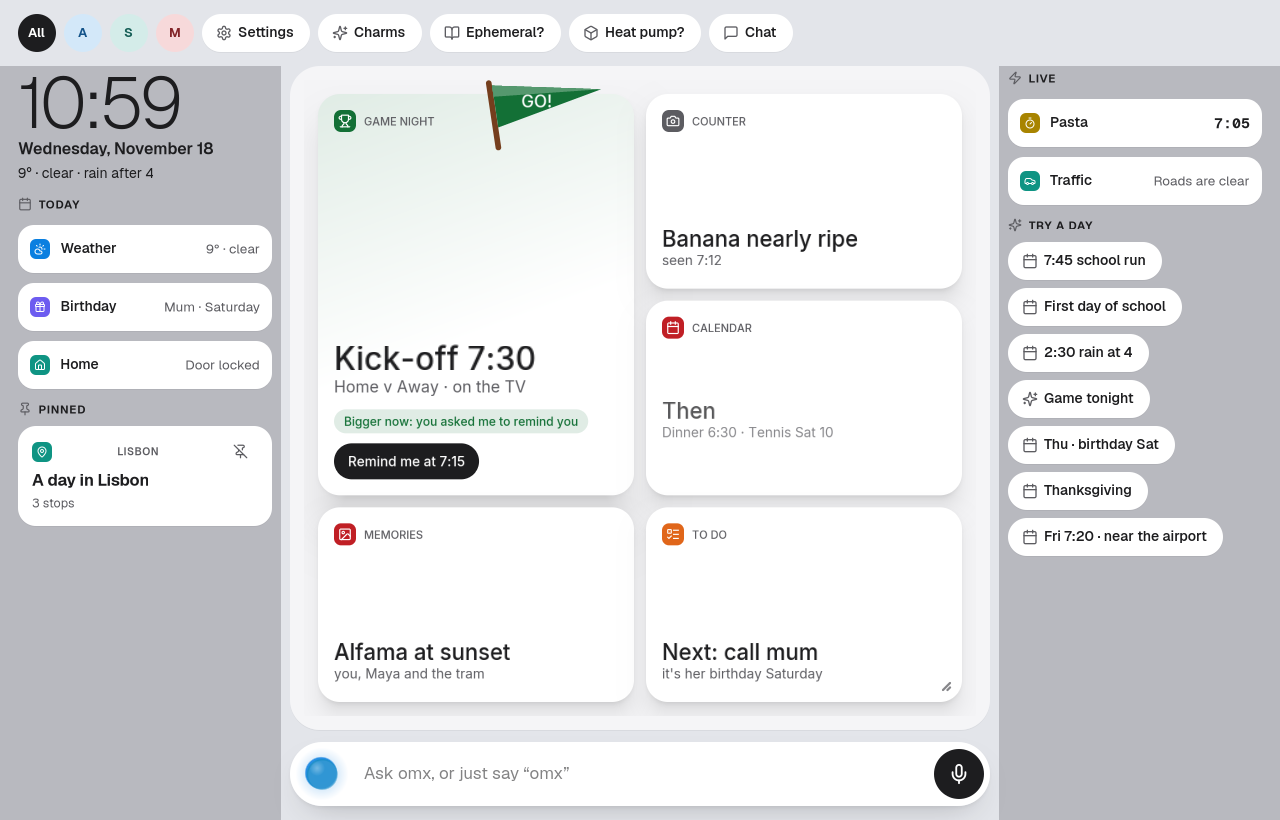 All
A
S
M
Settings
Charms
Ephemeral?
Heat pump?
Chat
10:59
Wednesday, November 18
9° · clear · rain after 4
TODAY
Weather
9° · clear
Birthday
Mum · Saturday
Home
Door locked
PINNED
LISBON
A day in Lisbon
3 stops
GAME NIGHT
GO!
Kick-off 7:30
Home v Away · on the TV
Bigger now: you asked me to remind you
Remind me at 7:15
COUNTER
Banana nearly ripe
seen 7:12
CALENDAR
Then
Dinner 6:30 · Tennis Sat 10
MEMORIES
Alfama at sunset
you, Maya and the tram
TO DO
Next: call mum
it's her birthday Saturday
Ask omx, or just say “omx”
LIVE
Pasta
7:05
Traffic
Roads are clear
TRY A DAY
7:45 school run
First day of school
2:30 rain at 4
Game tonight
Thu · birthday Sat
Thanksgiving
Fri 7:20 · near the airport